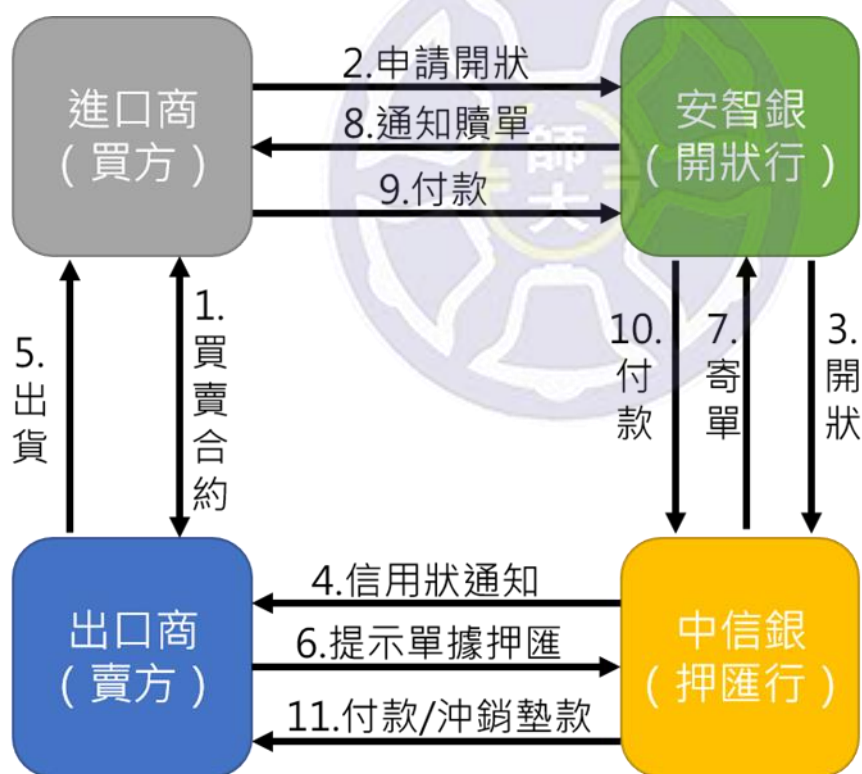 2.申請開狀
進口商
(買方)
8.通知贖單
9.付款
安智銀
(開狀行)
師
大
5.
出
貨
1.
買
賣
合
約
10.
付
款
7.
寄
單
3.
開
狀
4.信用狀通知
出口商
(賣方)
6.提示單據押匯
11.付款/沖銷墊款
中信銀
(押匯行)